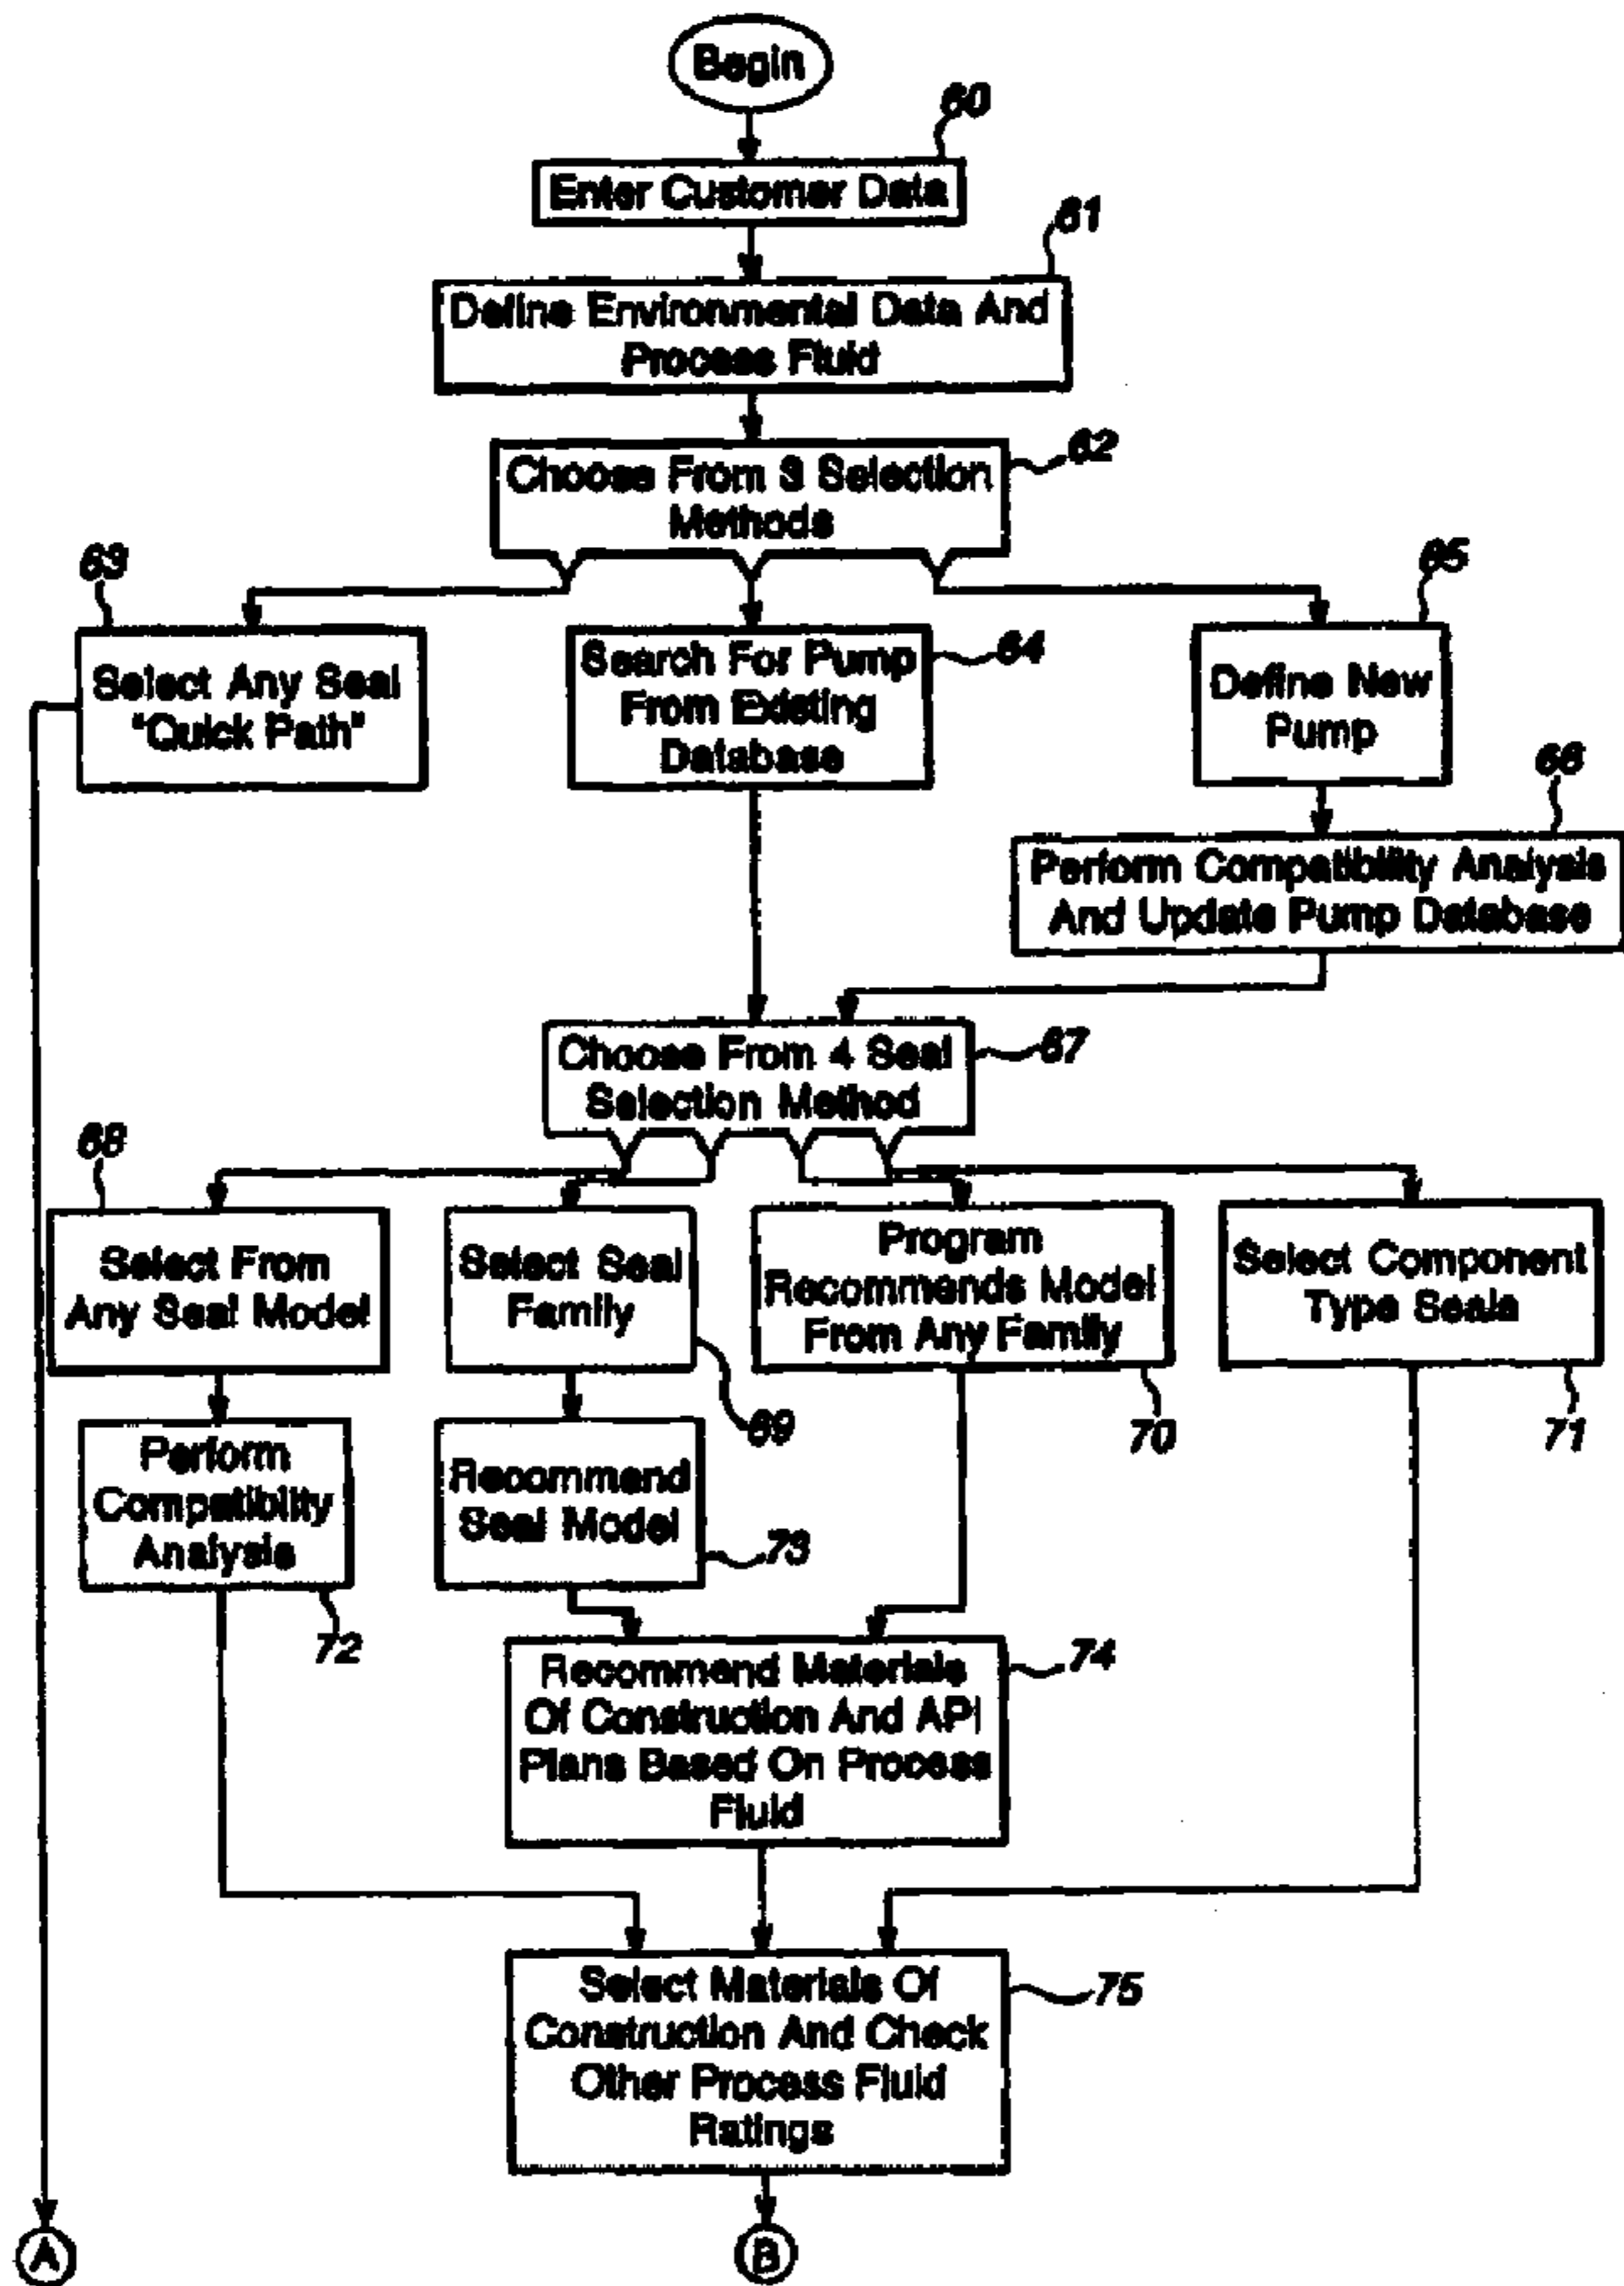 Begin
60
Enter Customer Data
61
Define Environmental Data And
Process Fluid
62
Choose From 3 Selection
Methods
63
65
Select Any Seal
"Quick Path"
Search For Pump
From Existing
Database
64
Define New
Pump
66
Perform Compatibility Analysis
And Update Pump Database
Choose From 4 Seal
Selection Method
67
68
Select From
Any Seal Model
Select Seal
Family
Program
Recommends Model
From Any Family
Select Component
Type Seals
69
70
71
Perform
Compatiblity
Analysis
72
Recommend
Seal Model
73
Recommend Materials
Of Construction And API
Plans Based On Process
Fluid
74
Select Materials Of
Construction And Check
Other Process Fluid
Ratings
75
A
B